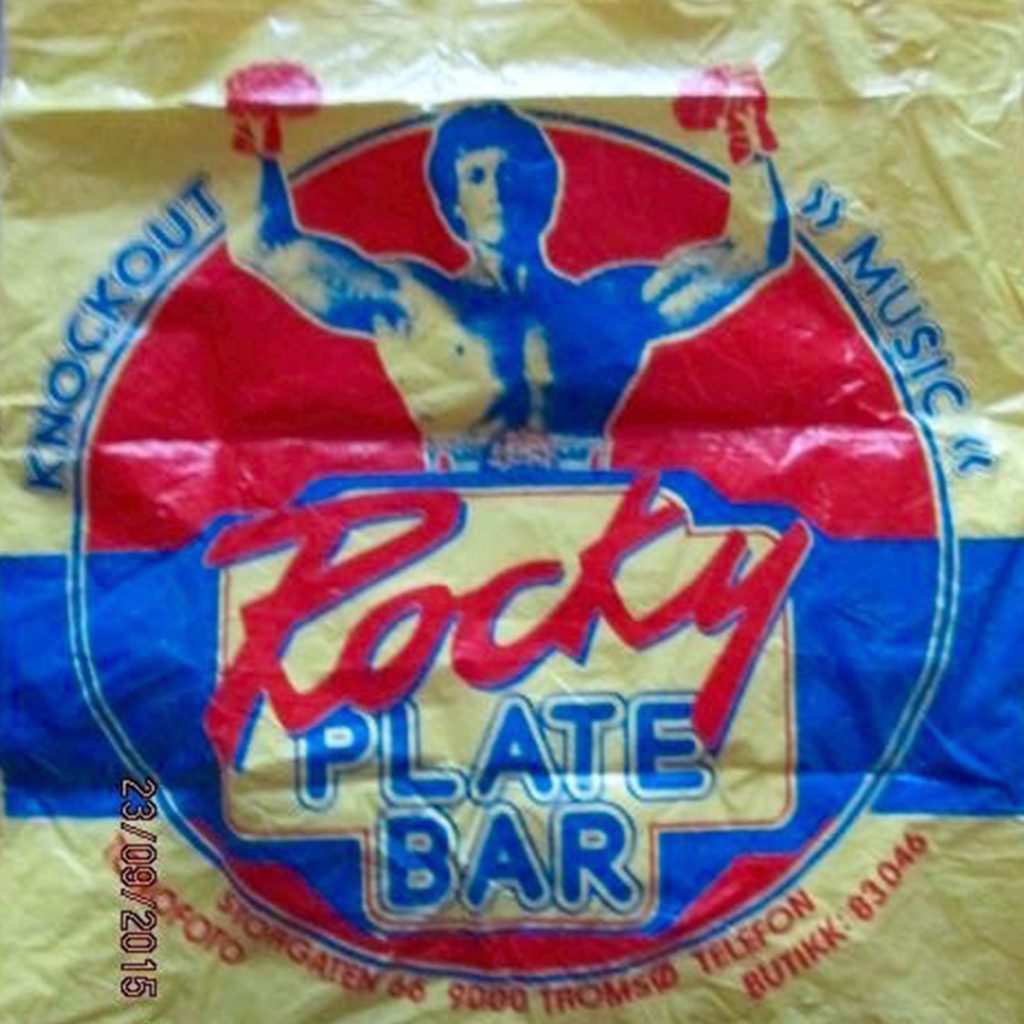 KNOCKOUT
» MUSIC «
Rocky
PLATE
BAR
STORGATEN 66 9000 TROMSØ TELEFON
BUTIKK: 83 046
23/09/2015